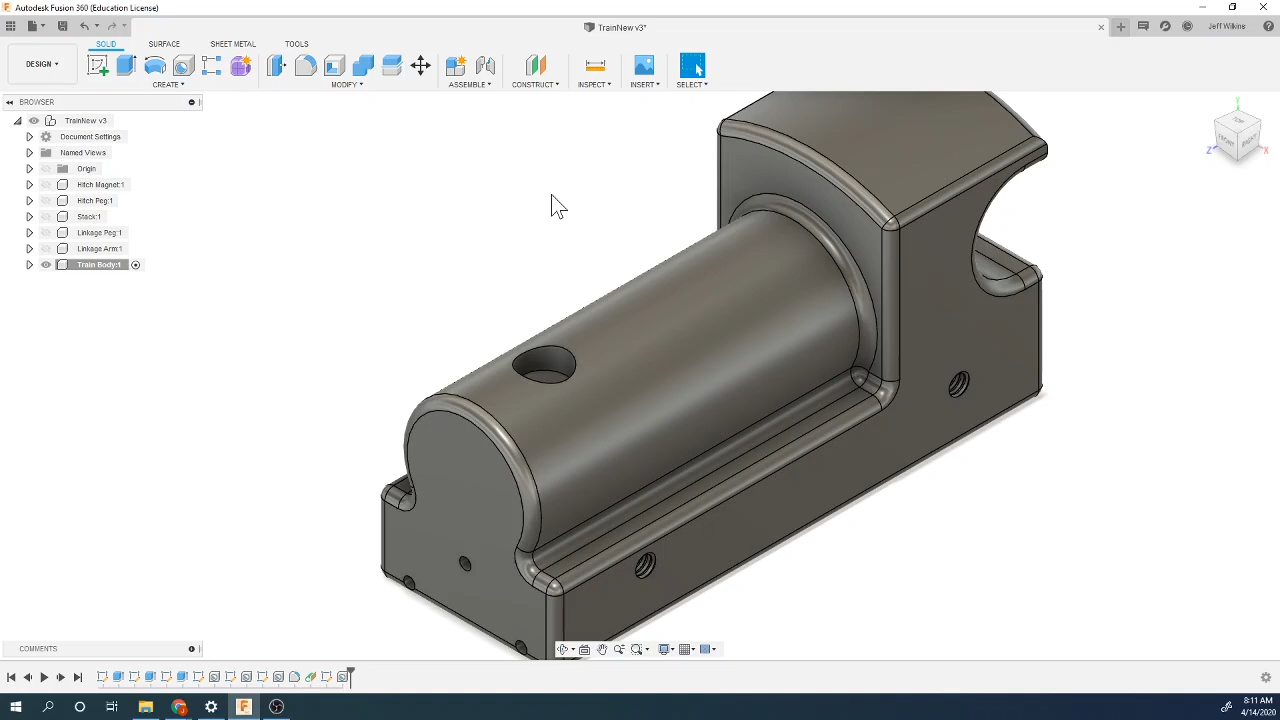 Autodesk Fusion 360 (Education License)
TrainNew v3*
Jeff Wilkins
DESIGN
SOLID
SURFACE
SHEET METAL
TOOLS
CREATE
MODIFY
ASSEMBLE
CONSTRUCT
INSPECT
INSERT
SELECT
BROWSER
TrainNew v3
Document Settings
Named Views
Origin
Hitch Magnet:1
Hitch Peg:1
Stack:1
Linkage Peg:1
Linkage Arm:1
Train Body:1
Y
TOP
FRONT
RIGHT
Z
X
COMMENTS
8:11 AM
4/14/2020